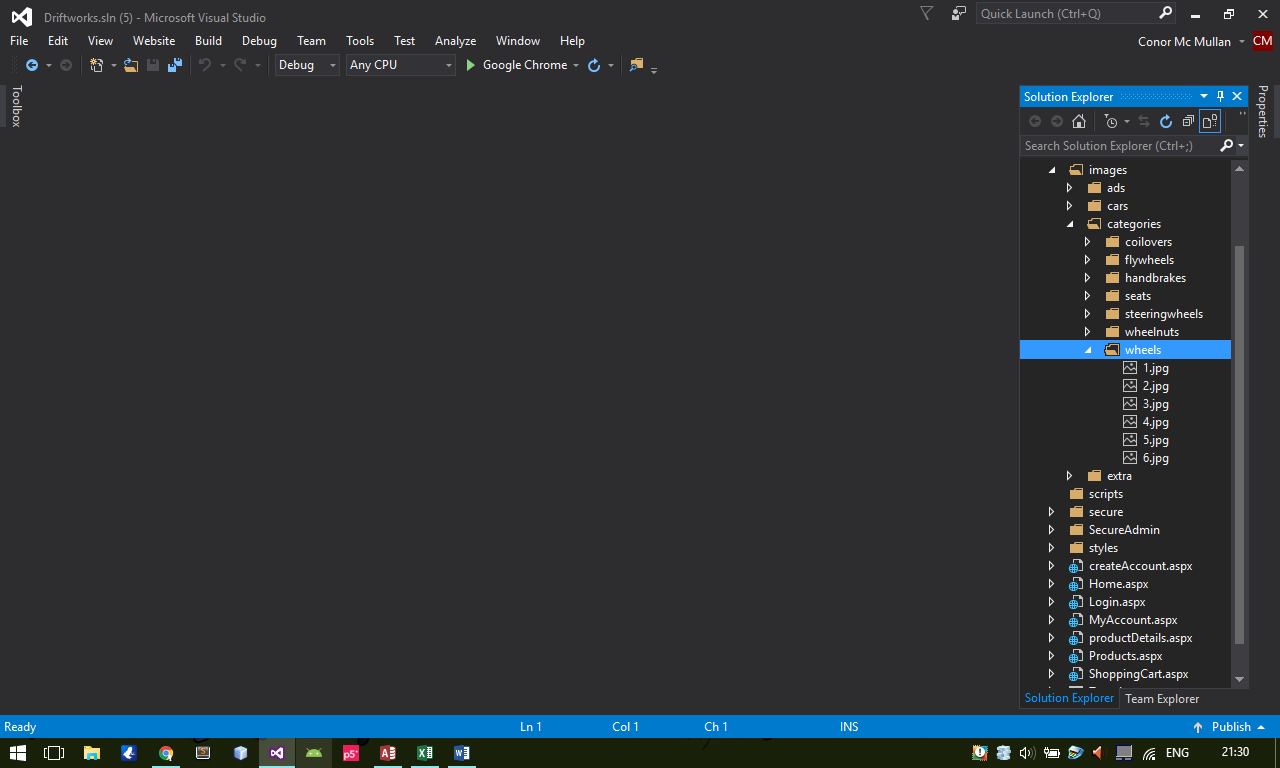 Driftworks.sln (5) - Microsoft Visual Studio
Quick Launch (Ctrl+Q)
File Edit View Website Build Debug Team Tools Test Analyze Window Help
Conor Mc Mullan CM
Debug Any CPU Google Chrome
Toolbox
Solution Explorer
Properties
Search Solution Explorer (Ctrl+;)
images
ads
cars
categories
coilovers
flywheels
handbrakes
seats
steeringwheels
wheelnuts
wheels
1.jpg
2.jpg
3.jpg
4.jpg
5.jpg
6.jpg
extra
scripts
secure
SecureAdmin
styles
createAccount.aspx
Home.aspx
Login.aspx
MyAccount.aspx
productDetails.aspx
Products.aspx
ShoppingCart.aspx
Solution Explorer Team Explorer
Ready Ln 1 Col 1 Ch 1 INS Publish
p5* ENG 21:30